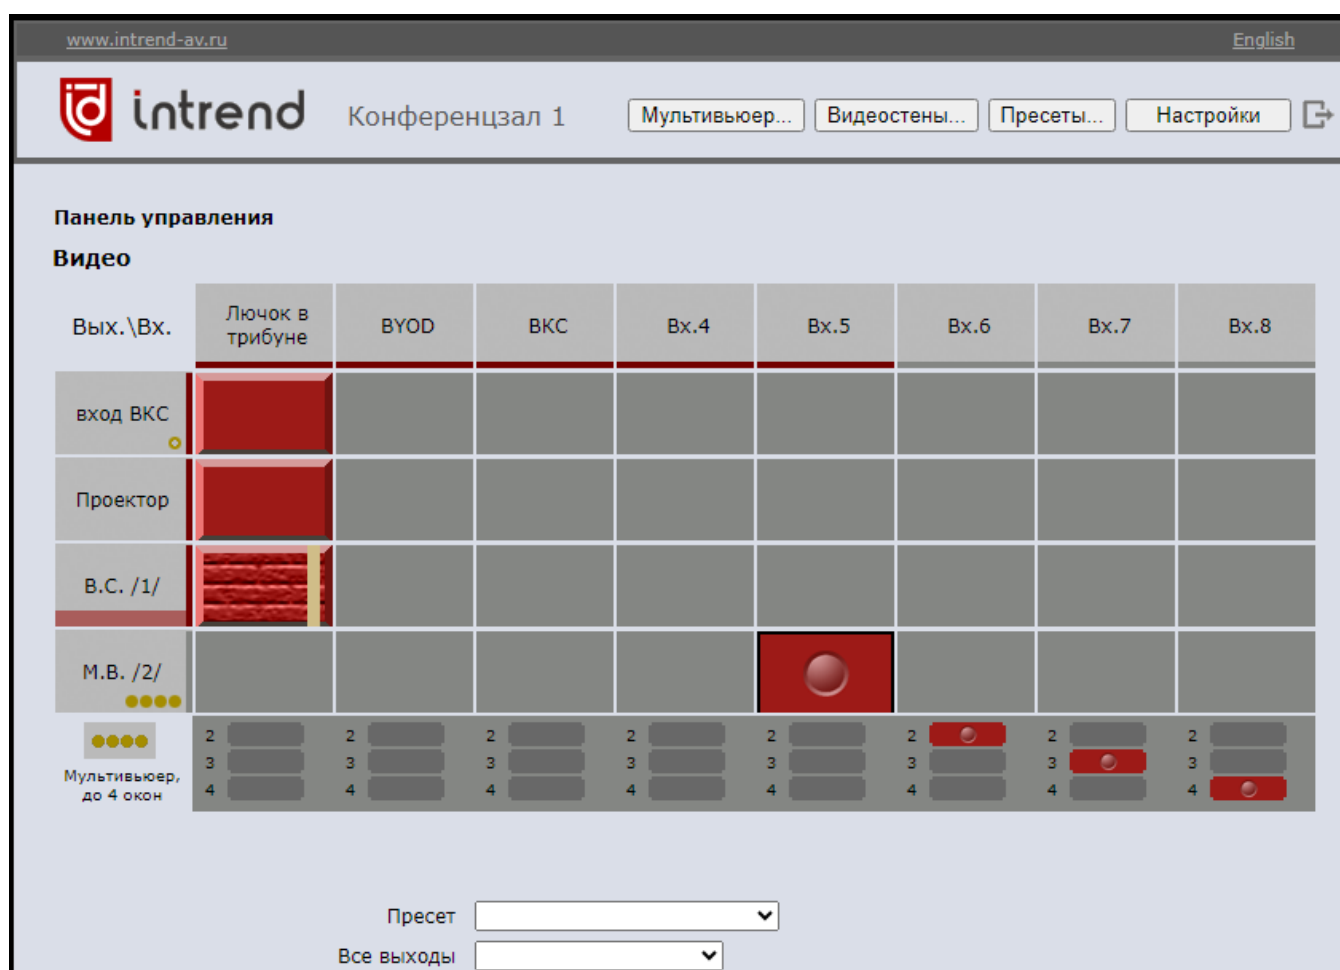 www.intrend-av.ru English
intrend Конференцзал 1 Мультивьюер... Видеостены... Пресеты... Настройки
Панель управления
Видео
Вых.\Вх. Лючок в трибуне BYOD ВКС Вх.4 Вх.5 Вх.6 Вх.7 Вх.8
вход ВКС
Проектор
В.С. /1/
М.В. /2/
2 2 2 2 2 2 2 2
3 3 3 3 3 3 3 3
4 4 4 4 4 4 4 4
Мультивьюер,
до 4 окон
Пресет
Все выходы